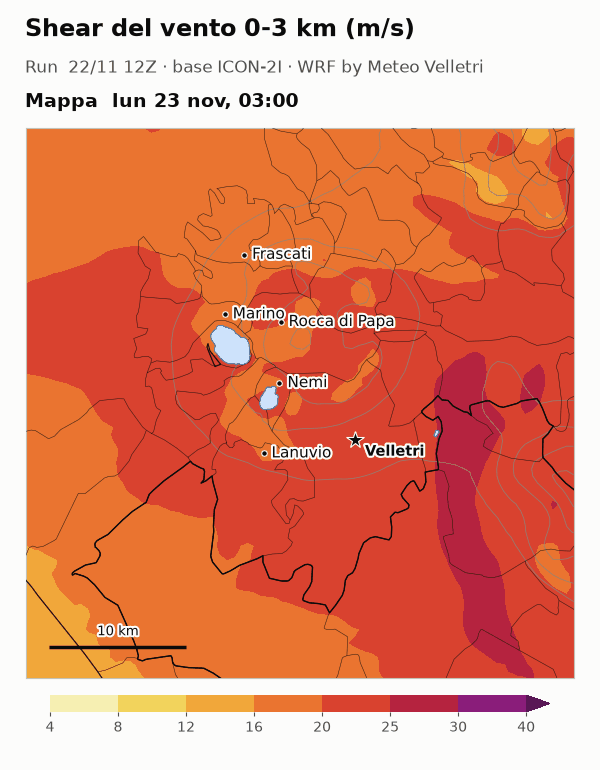 Shear del vento 0-3 km (m/s)
Run  22/11 12Z · base ICON-2I · WRF by Meteo Velletri
Mappa  lun 23 nov, 03:00
Frascati
Marino
Rocca di Papa
Nemi
Velletri
Lanuvio
10 km
4 8 12 16 20 25 30 40